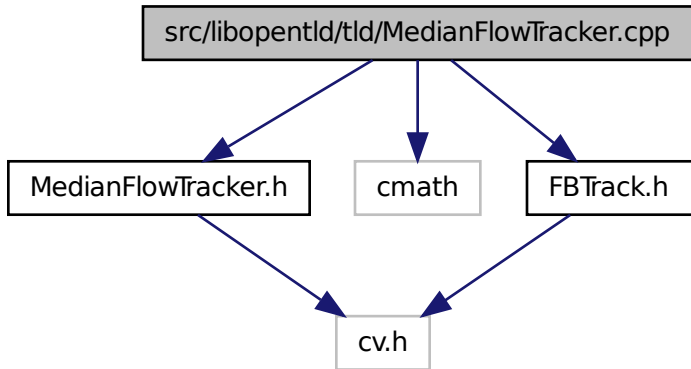 src/libopentld/tld/MedianFlowTracker.cpp
MedianFlowTracker.h
cmath
FBTrack.h
cv.h